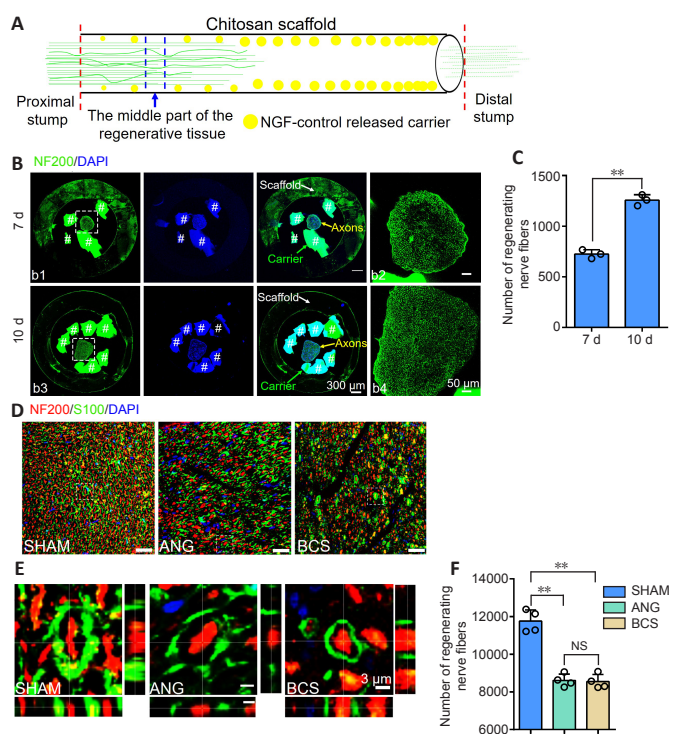 A
Chitosan scaffold
Proximal
stump
The middle part of the
regenerative tissue
NGF-control released carrier
Distal
stump
B
NF200/DAPI
7 d
# # # # #
b1
# # # #
Scaffold
# # # #
Axons
Carrier
b2
10 d
# # # # # #
b3
# # # # # #
Scaffold
# # # # # #
Axons
Carrier
300 µm
b4
50 µm
C
Number of regenerating
nerve fibers
1500
1000
500
0
**
7 d
10 d
D
NF200/S100/DAPI
SHAM
ANG
BCS
E
SHAM
ANG
BCS
3 µm
F
Number of regenerating
nerve fibers
14000
12000
10000
8000
6000
**
**
NS
SHAM
ANG
BCS